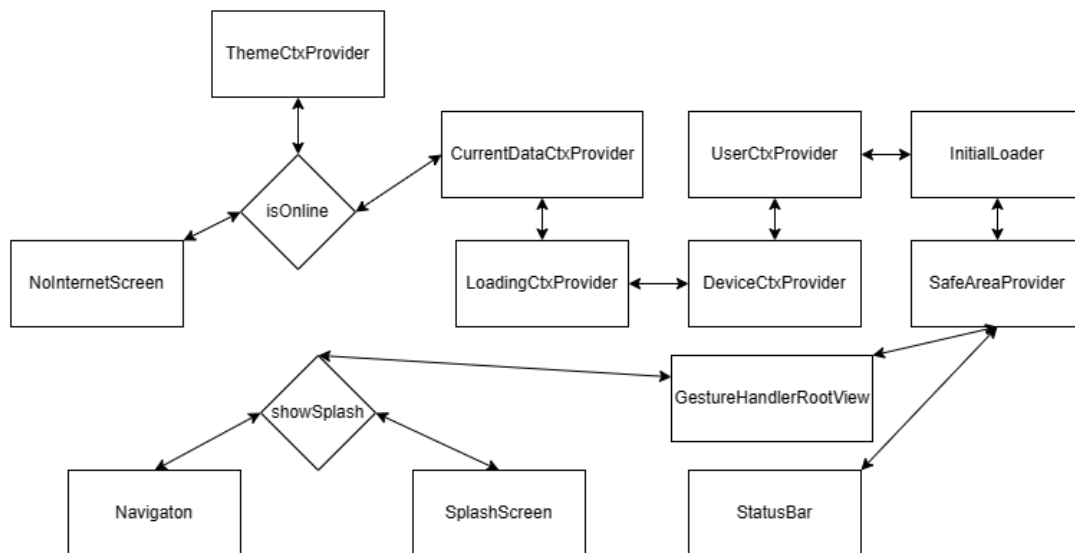 ThemeCtxProvider
CurrentDataCtxProvider
UserCtxProvider
InitialLoader
isOnline
NoInternetScreen
LoadingCtxProvider
DeviceCtxProvider
SafeAreaProvider
GestureHandlerRootView
showSplash
Navigaton
SplashScreen
StatusBar